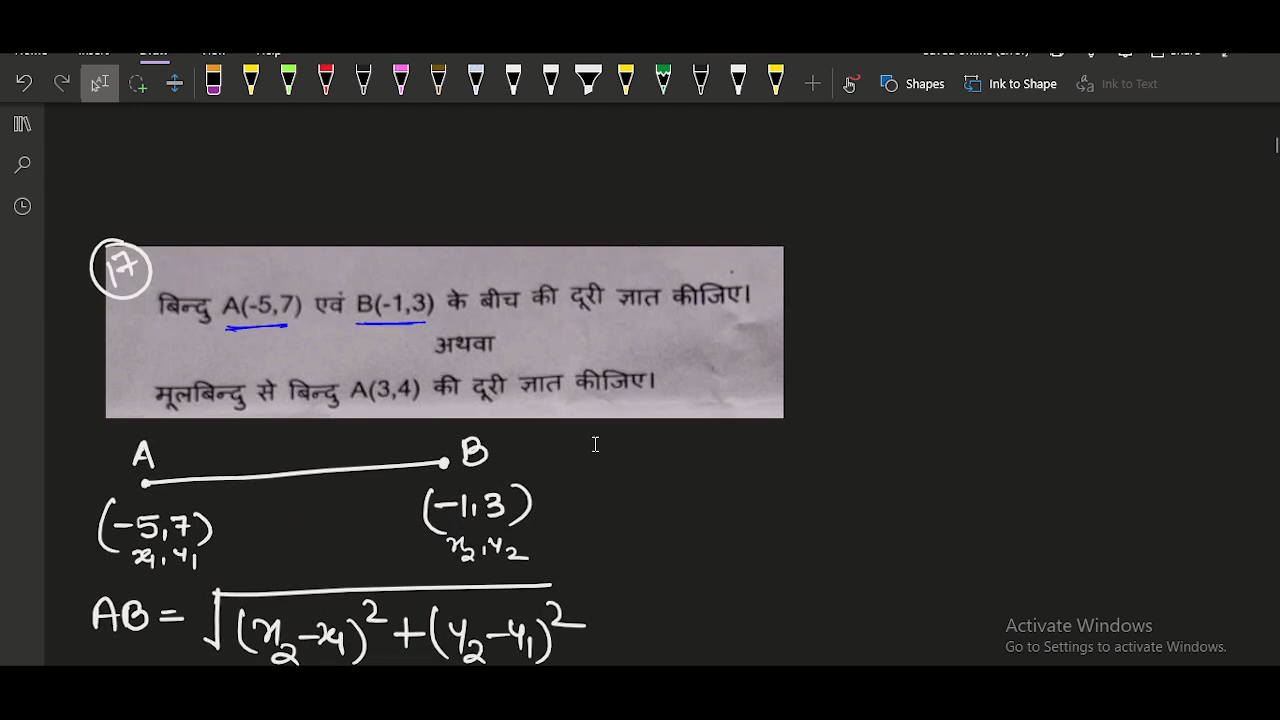 Shapes Ink to Shape Ink to Text
17
बिन्दु A(-5,7) एवं B(-1,3) के बीच की दूरी ज्ञात कीजिए।
अथवा
मूलबिन्दु से बिन्दु A(3,4) की दूरी ज्ञात कीजिए।
A B
(-5,7) (-1,3)
x₁,y₁ x₂,y₂
AB = √(x₂-x₁)²+(y₂-y₁)²
Activate Windows
Go to Settings to activate Windows.